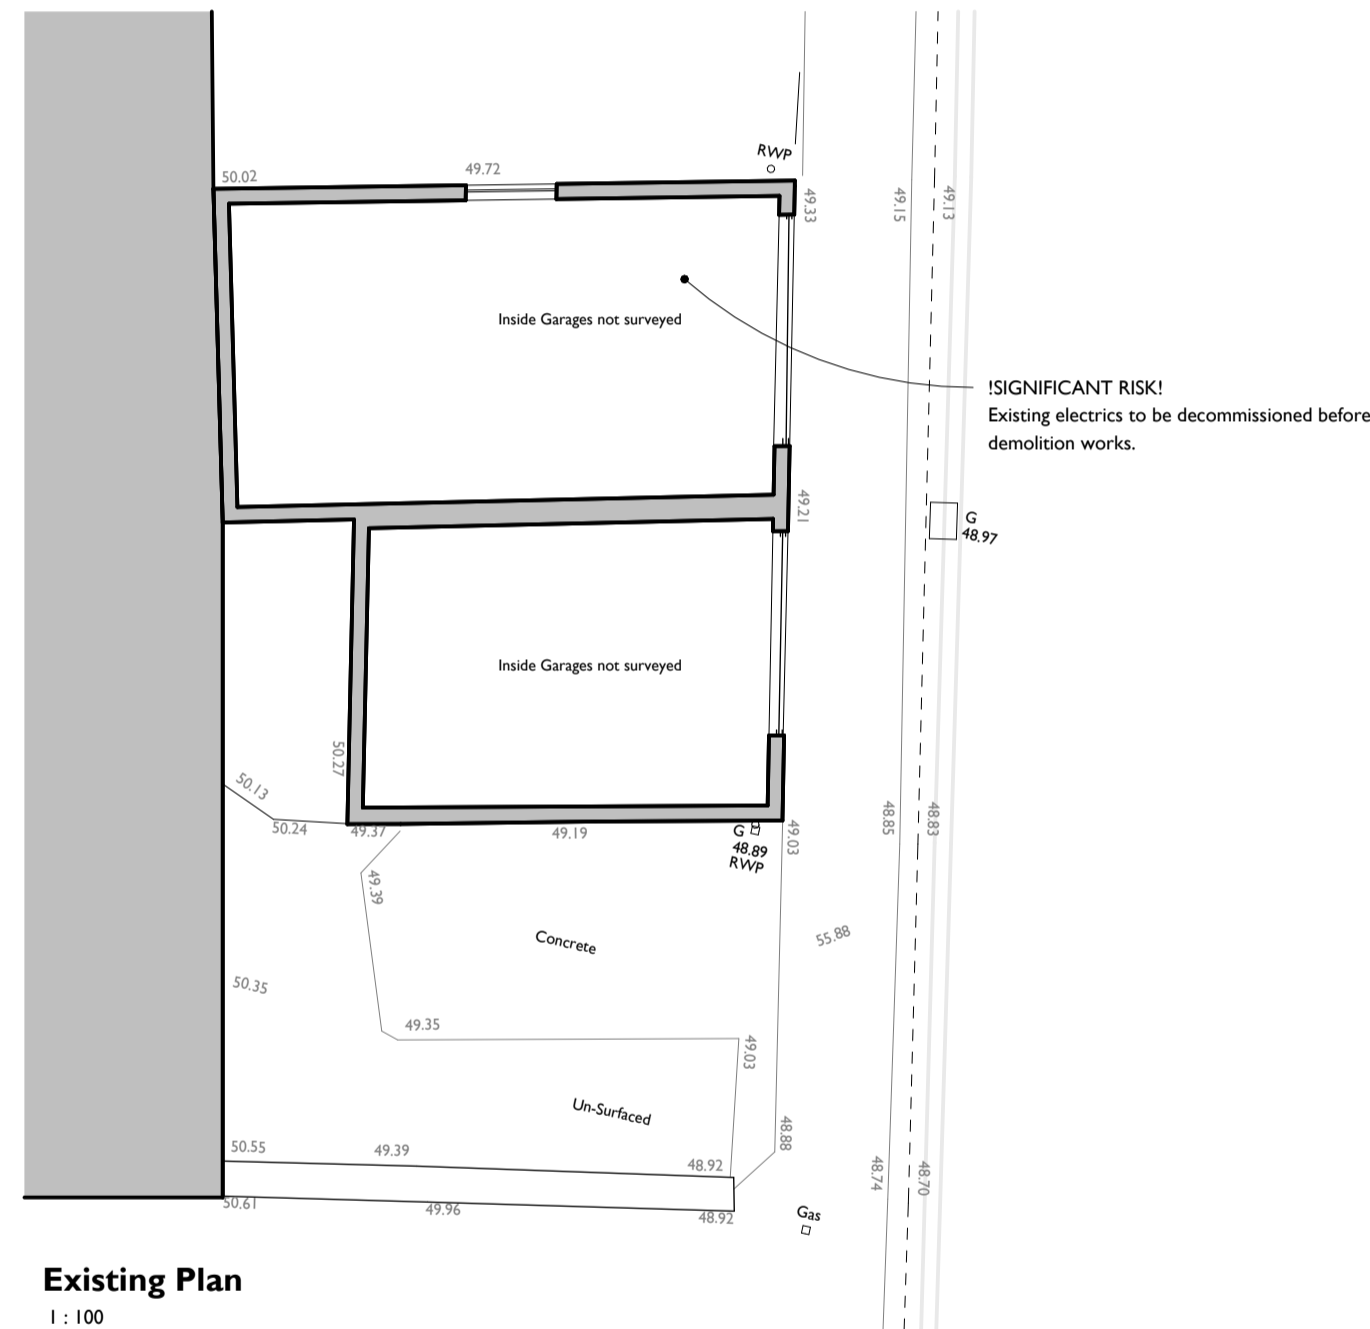 RWP
49.72
50.02
49.33
49.15
49.13
Inside Garages not surveyed
!SIGNIFICANT RISK!
Existing electrics to be decommissioned before
demolition works.
49.21
G
48.97
Inside Garages not surveyed
50.27
50.13
50.24
49.37
49.19
G
48.89
RWP
49.03
48.85
48.83
49.39
Concrete
55.88
50.35
49.35
49.03
Un-Surfaced
48.88
50.55
49.39
48.92
48.74
48.70
50.61
49.96
48.92
Gas
Existing Plan
1 : 100